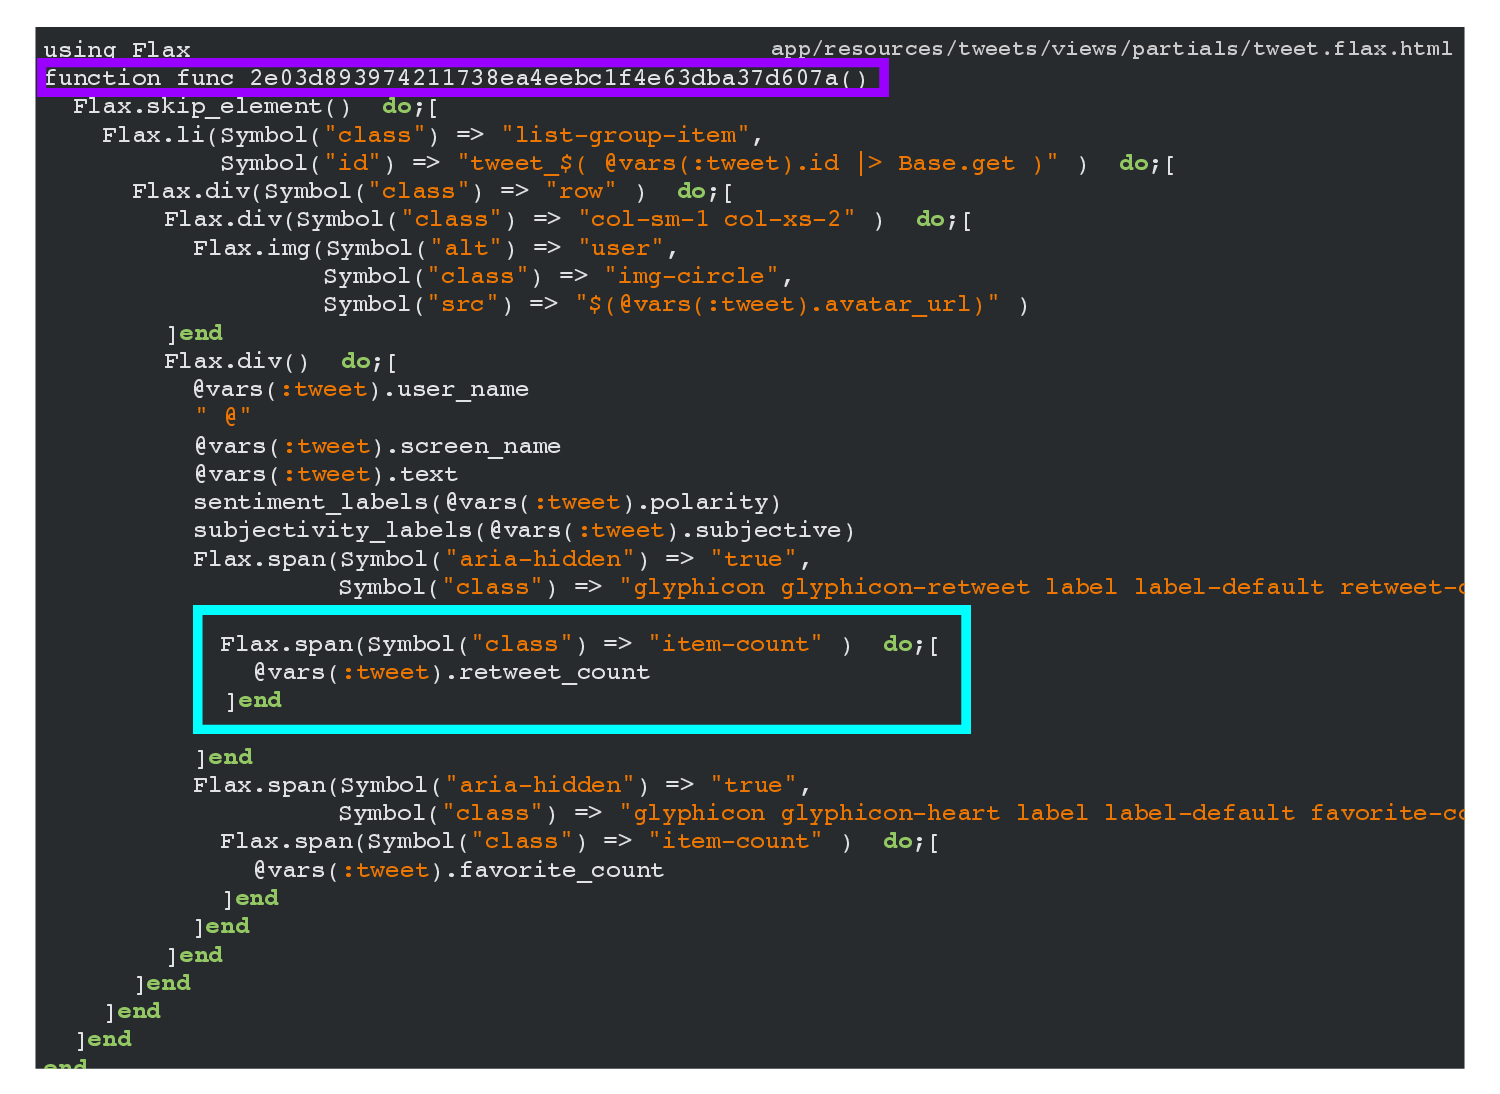 using Flax
app/resources/tweets/views/partials/tweet.flax.html
function func_2e03d893974211738ea4eebc1f4e63dba37d607a()
Flax.skip_element()  do;[
Flax.li(Symbol("class") => "list-group-item",
Symbol("id") => "tweet_$( @vars(:tweet).id |> Base.get )" )  do;[
Flax.div(Symbol("class") => "row" )  do;[
Flax.div(Symbol("class") => "col-sm-1 col-xs-2" )  do;[
Flax.img(Symbol("alt") => "user",
Symbol("class") => "img-circle",
Symbol("src") => "$(@vars(:tweet).avatar_url)" )
]end
Flax.div()  do;[
@vars(:tweet).user_name
" @"
@vars(:tweet).screen_name
@vars(:tweet).text
sentiment_labels(@vars(:tweet).polarity)
subjectivity_labels(@vars(:tweet).subjective)
Flax.span(Symbol("aria-hidden") => "true",
Symbol("class") => "glyphicon glyphicon-retweet label label-default retweet-
Flax.span(Symbol("class") => "item-count" )  do;[
@vars(:tweet).retweet_count
]end
]end
Flax.span(Symbol("aria-hidden") => "true",
Symbol("class") => "glyphicon glyphicon-heart label label-default favorite-c
Flax.span(Symbol("class") => "item-count" )  do;[
@vars(:tweet).favorite_count
]end
]end
]end
]end
]end
]end
end